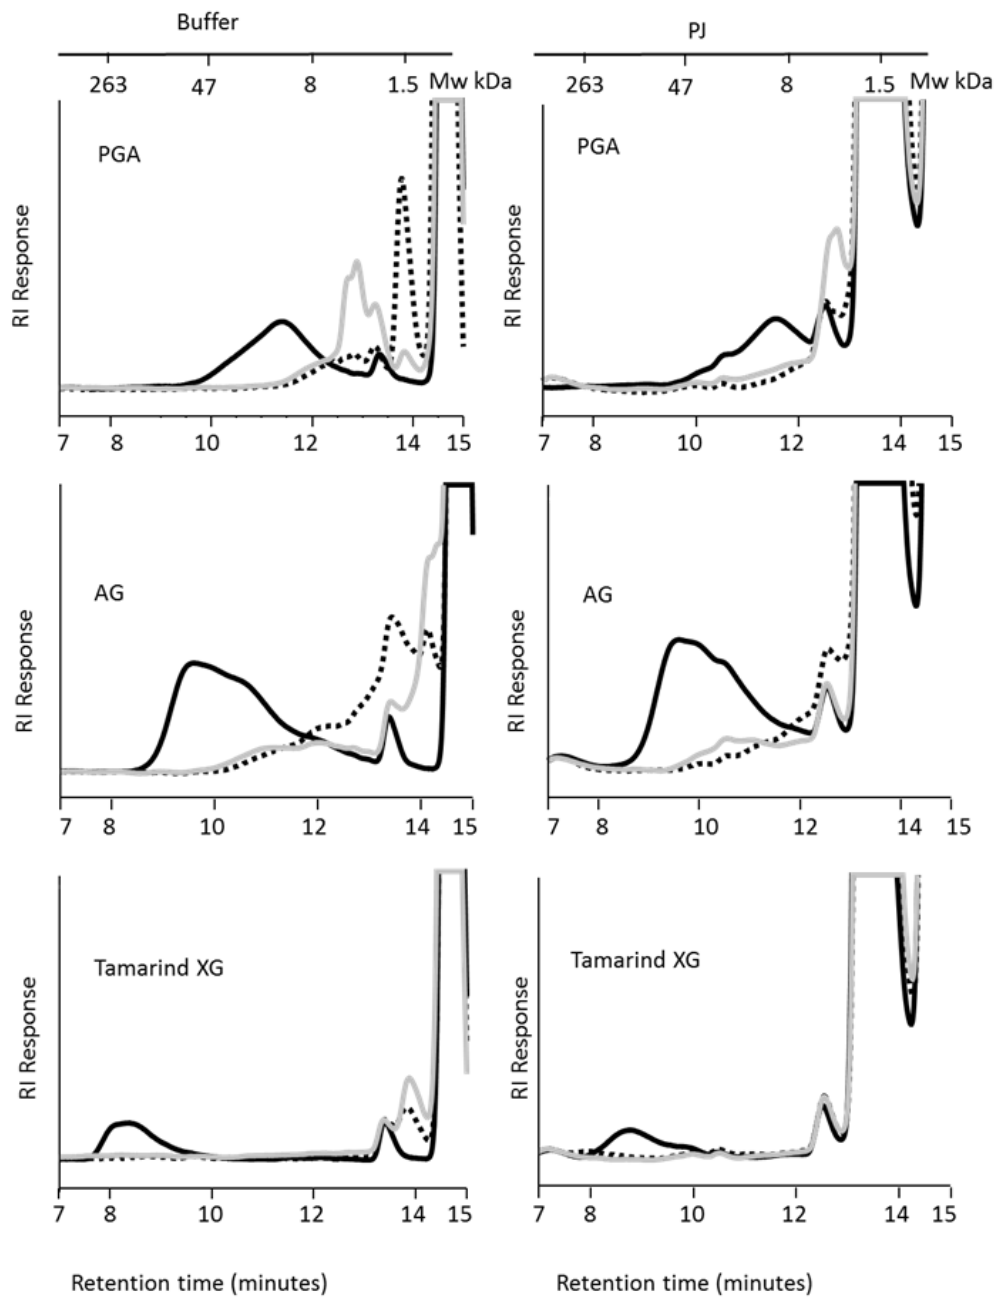 Buffer
PJ
263 47 8 1.5 Mw kDa
263 47 8 1.5 Mw kDa
PGA
PGA
RI Response
RI Response
7 8 10 12 14 15
7 8 10 12 14 15
AG
AG
RI Response
RI Response
7 8 10 12 14 15
7 8 10 12 14 15
Tamarind XG
Tamarind XG
RI Response
RI Response
7 8 10 12 14 15
7 8 10 12 14 15
Retention time (minutes)
Retention time (minutes)